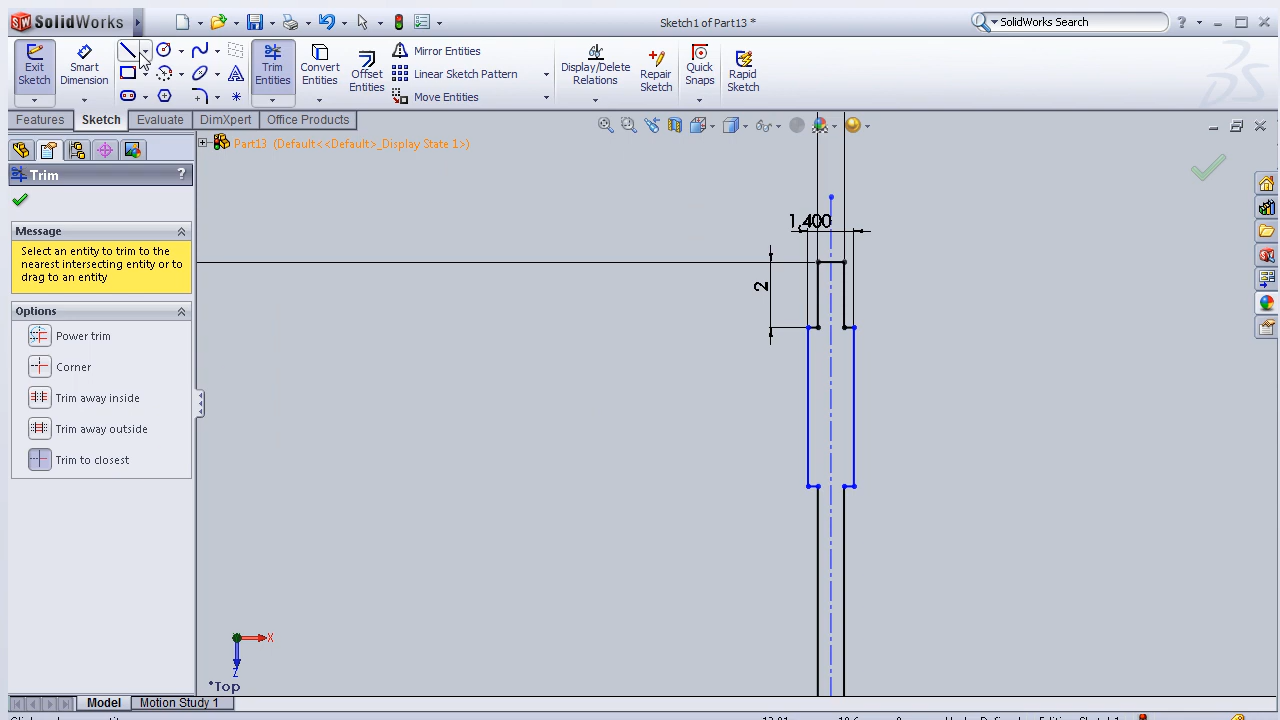 SolidWorks
Sketch1 of Part13 *
SolidWorks Search
Exit Sketch
Smart Dimension
Trim Entities
Convert Entities
Offset Entities
Mirror Entities
Linear Sketch Pattern
Move Entities
Display/Delete Relations
Repair Sketch
Quick Snaps
Rapid Sketch
Features
Sketch
Evaluate
DimXpert
Office Products
Part13 (Default<<Default>_Display State 1>)
Trim
?
Message
Select an entity to trim to the
nearest intersecting entity or to
drag to an entity
Options
Power trim
Corner
Trim away inside
Trim away outside
Trim to closest
1,400
2
X
Z
*Top
Model
Motion Study 1